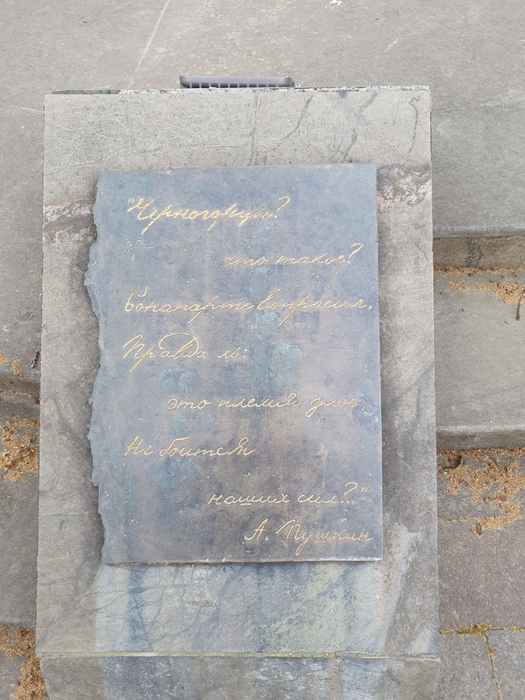 "Черногорцы?
что такое?
Бонапарте вопросил,
Правда ль:
это племя злое,
Не боится
наших сил?"
А. Пушкин